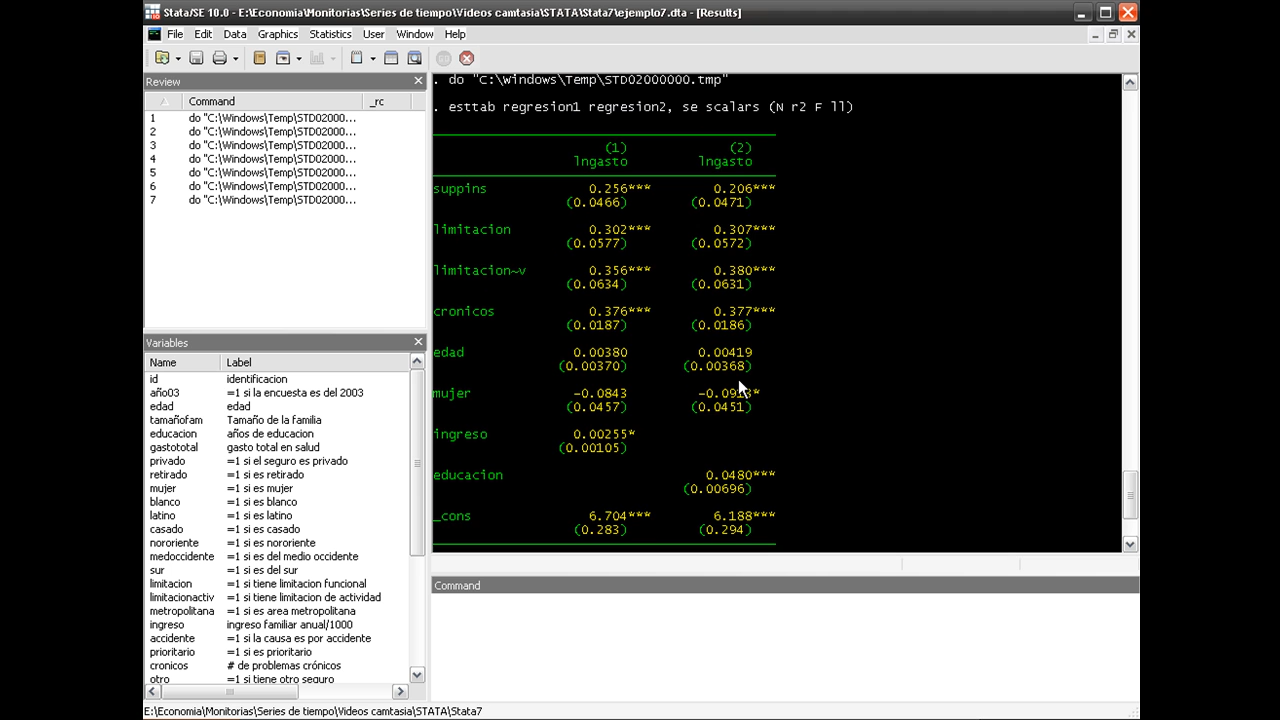 Stata/SE 10.0 - E:\Economia\Monitorias\Series de tiempo\Videos camtasia\STATA\Stata7\ejemplo7.dta - [Results]
File Edit Data Graphics Statistics User Window Help
Review
Command _rc
1 do "C:\Windows\Temp\STD02000...
2 do "C:\Windows\Temp\STD02000...
3 do "C:\Windows\Temp\STD02000...
4 do "C:\Windows\Temp\STD02000...
5 do "C:\Windows\Temp\STD02000...
6 do "C:\Windows\Temp\STD02000...
7 do "C:\Windows\Temp\STD02000...
Variables
Name Label
id identificacion
año03 =1 si la encuesta es del 2003
edad edad
tamañofam Tamaño de la familia
educacion años de educacion
gastototal gasto total en salud
privado =1 si el seguro es privado
retirado =1 si es retirado
mujer =1 si es mujer
blanco =1 si es blanco
latino =1 si es latino
casado =1 si es casado
nororiente =1 si es nororiente
medoccidente =1 si es del medio occidente
sur =1 si es del sur
limitacion =1 si tiene limitacion funcional
limitacionactiv =1 si tiene limitacion de actividad
metropolitana =1 si es area metropolitana
ingreso ingreso familiar anual/1000
accidente =1 si la causa es por accidente
prioritario =1 si es prioritario
cronicos # de problemas crónicos
otro =1 si tiene otro seguro
. do "C:\Windows\Temp\STD02000000.tmp"
. esttab regresion1 regresion2, se scalars (N r2 F ll)
(1) (2)
lngasto lngasto
suppins 0.256*** 0.206***
(0.0466) (0.0471)
limitacion 0.302*** 0.307***
(0.0577) (0.0572)
limitacion~v 0.356*** 0.380***
(0.0634) (0.0631)
cronicos 0.376*** 0.377***
(0.0187) (0.0186)
edad 0.00380 0.00419
(0.00370) (0.00368)
mujer -0.0843
(0.0457) (0.0451)
ingreso 0.00255*
(0.00105)
educacion 0.0480***
(0.00696)
_cons 6.704*** 6.188***
(0.283) (0.294)
Command
E:\Economia\Monitorias\Series de tiempo\Videos camtasia\STATA\Stata7